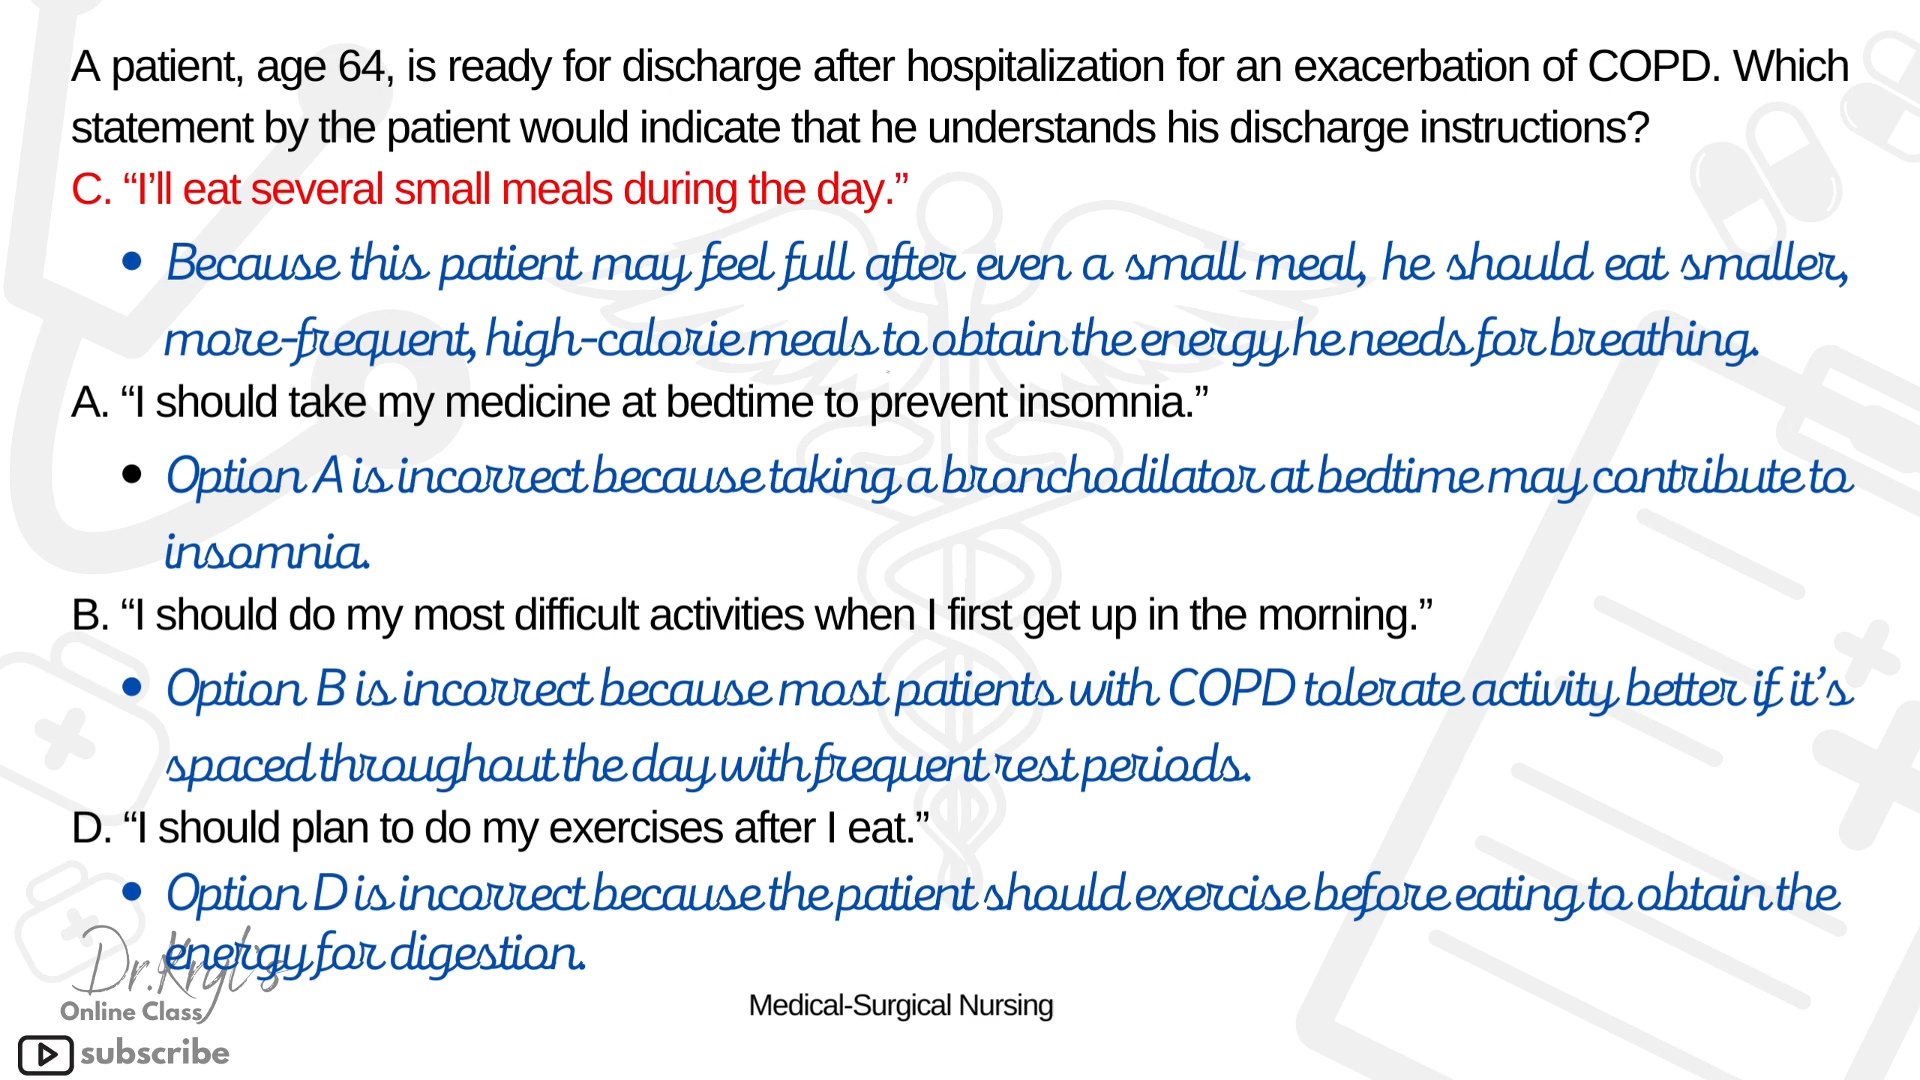 A patient, age 64, is ready for discharge after hospitalization for an exacerbation of COPD. Which
statement by the patient would indicate that he understands his discharge instructions?
C. “I’ll eat several small meals during the day.”
• Because this patient may feel full after even a small meal, he should eat smaller,
more-frequent, high-calorie meals to obtain the energy he needs for breathing.
A. “I should take my medicine at bedtime to prevent insomnia.”
• Option A is incorrect because taking a bronchodilator at bedtime may contribute to
insomnia.
B. “I should do my most difficult activities when I first get up in the morning.”
• Option B is incorrect because most patients with COPD tolerate activity better if it’s
spaced throughout the day with frequent rest periods.
D. “I should plan to do my exercises after I eat.”
• Option D is incorrect because the patient should exercise before eating to obtain the
energy for digestion.
Dr.Kryl's
Online Class
subscribe
Medical-Surgical Nursing